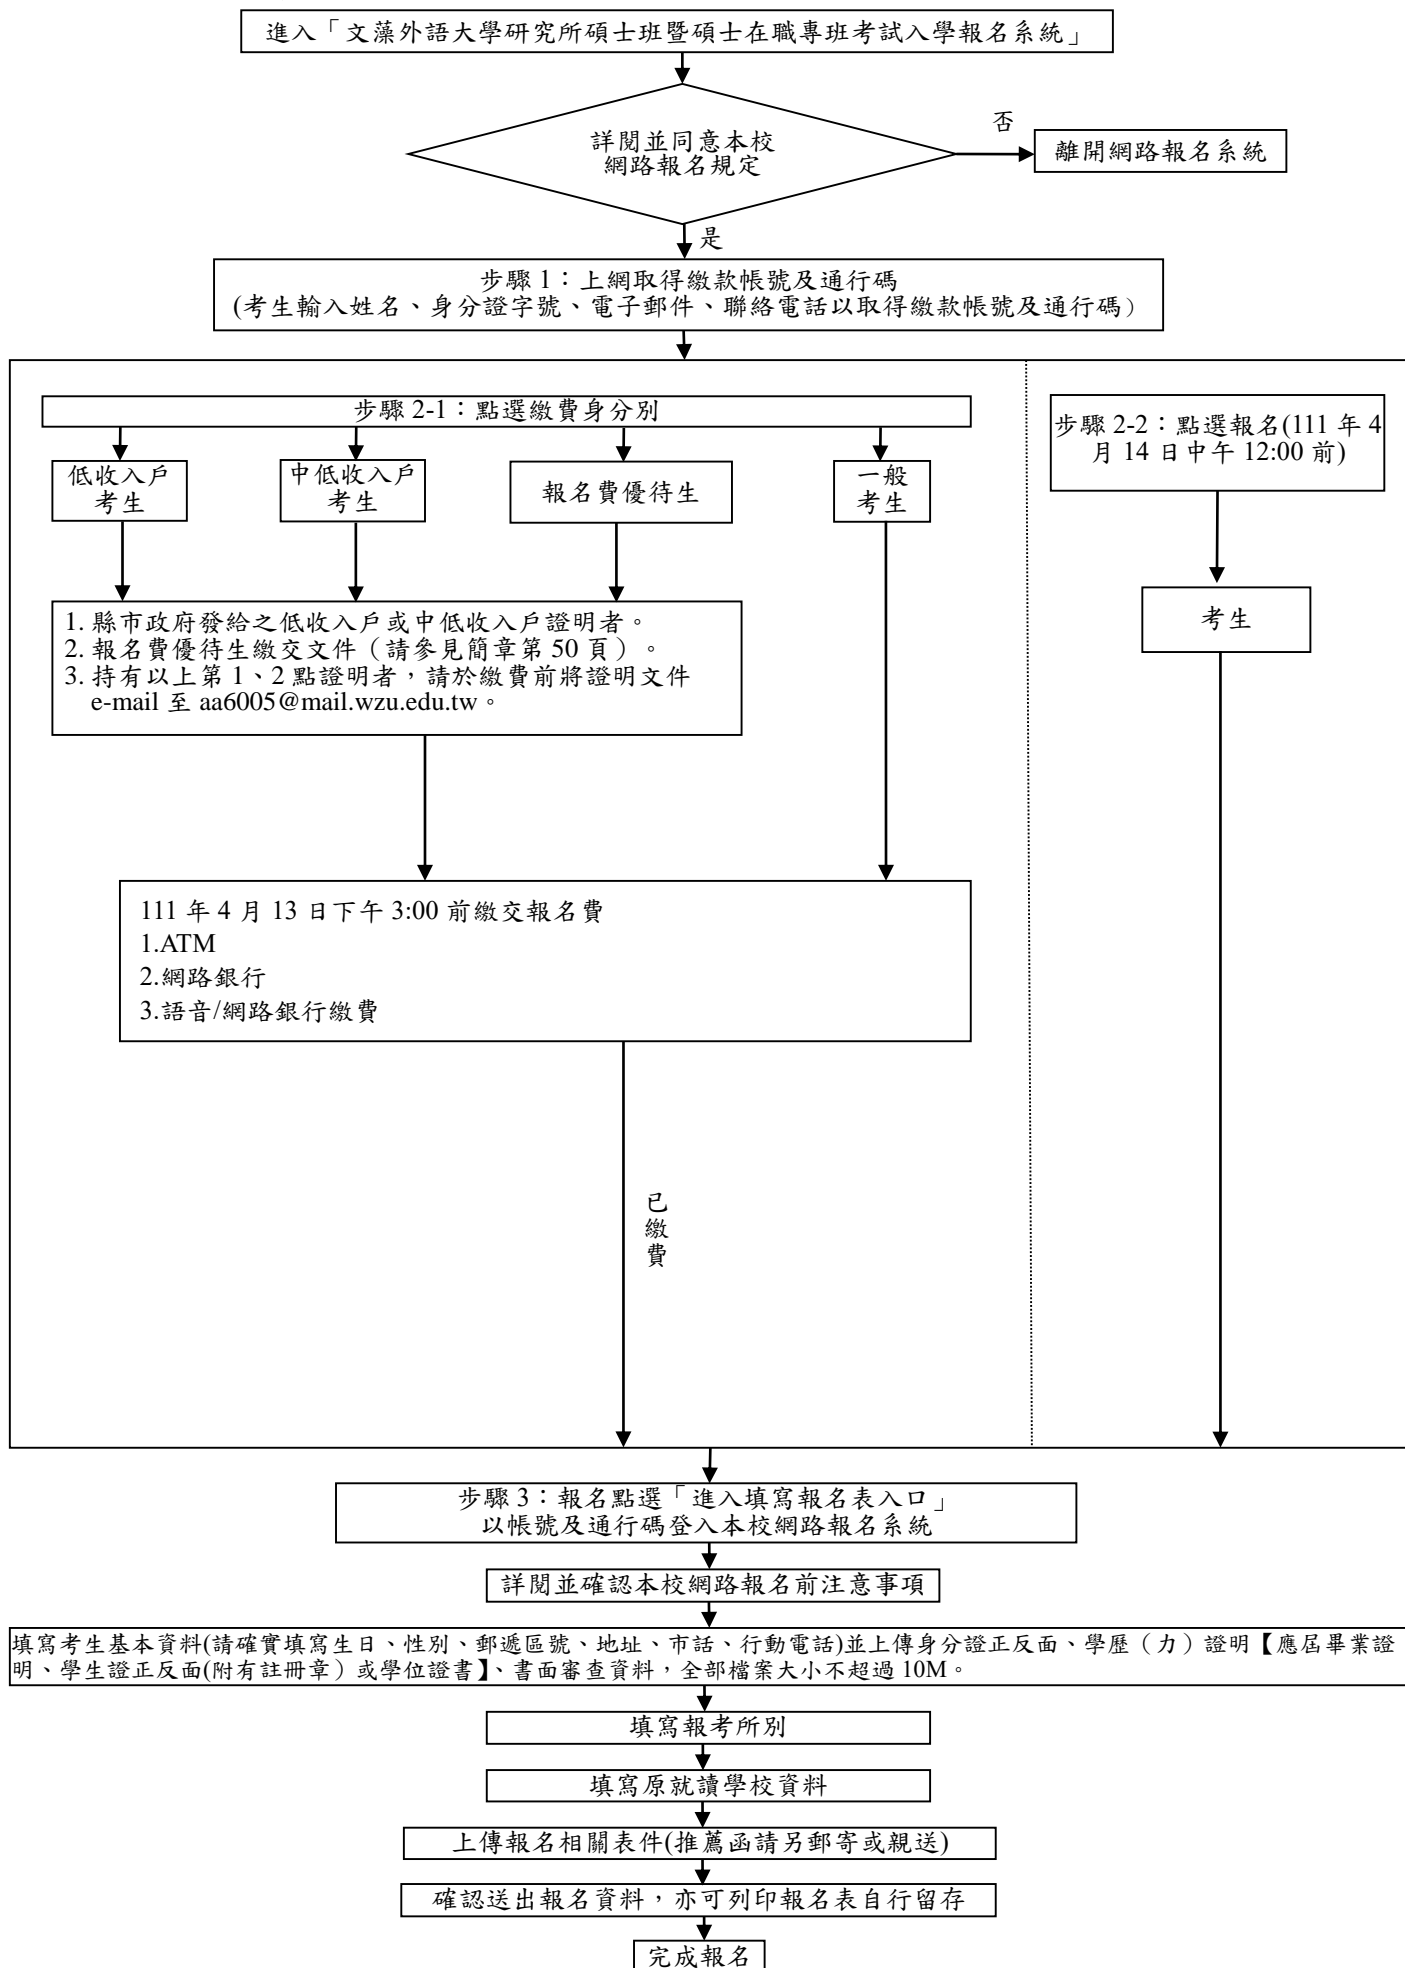 進入「文藻外語大學研究所碩士班暨碩士在職專班考試入學報名系統」
詳閱並同意本校
網路報名規定
否
離開網路報名系統
是
步驟 1：上網取得繳款帳號及通行碼
(考生輸入姓名、身分證字號、電子郵件、聯絡電話以取得繳款帳號及通行碼）
步驟 2-1：點選繳費身分別
低收入戶
考生
中低收入戶
考生
報名費優待生
一般
考生
1. 縣市政府發給之低收入戶或中低收入戶證明者。
2. 報名費優待生繳交文件（請參見簡章第 50 頁）。
3. 持有以上第 1、2 點證明者，請於繳費前將證明文件
e-mail 至 aa6005@mail.wzu.edu.tw。
111 年 4 月 13 日下午 3:00 前繳交報名費
1.ATM
2.網路銀行
3.語音/網路銀行繳費
已
繳
費
步驟 2-2：點選報名(111 年 4
月 14 日中午 12:00 前)
考生
步驟 3：報名點選「進入填寫報名表入口」
以帳號及通行碼登入本校網路報名系統
詳閱並確認本校網路報名前注意事項
填寫考生基本資料(請確實填寫生日、性別、郵遞區號、地址、市話、行動電話)並上傳身分證正反面、學歷（力）證明【應屆畢業證
明、學生證正反面(附有註冊章）或學位證書】、書面審查資料，全部檔案大小不超過 10M。
填寫報考所別
填寫原就讀學校資料
上傳報名相關表件(推薦函請另郵寄或親送)
確認送出報名資料，亦可列印報名表自行留存
完成報名